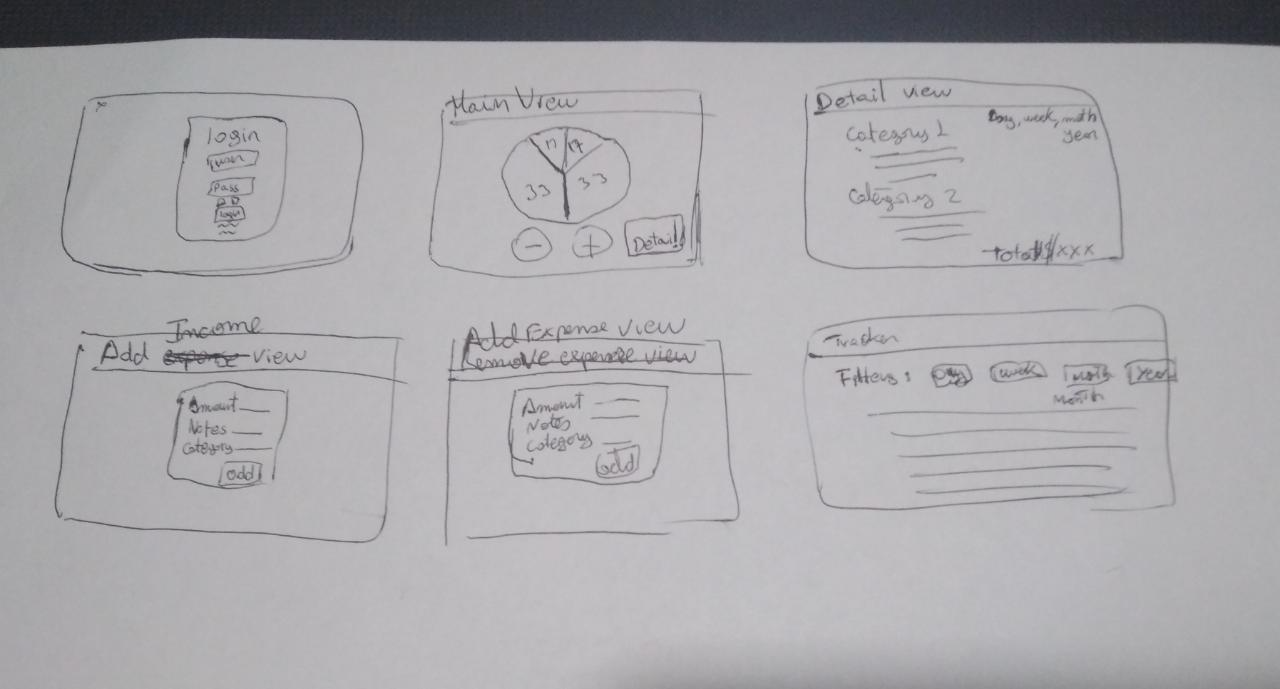 login
user
Pass
login
Main View
17
17
33
33
-
+
Detail
Detail view
Day, week, moth
year
Category 1
Category 2
Total $xxx
Income
Add expense view
Amount
Notes
Category
add
Add Expense view
Remove expense view
Amount
Notes
Category
add
Tracker
Filters: Day week Moth year
Month